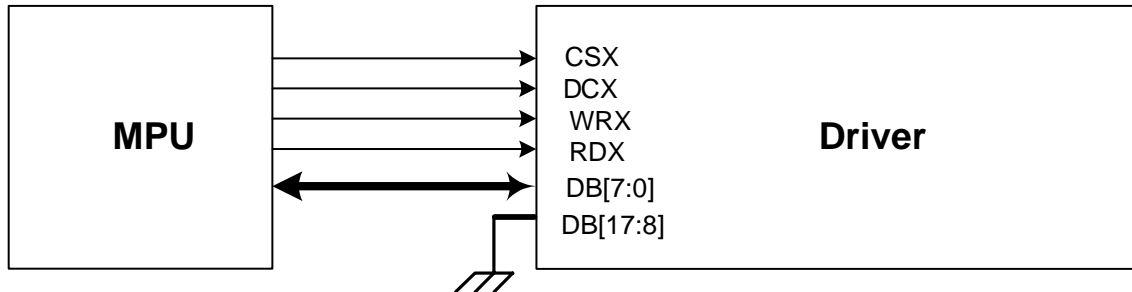 MPU
CSX
DCX
WRX
RDX
DB[7:0]
DB[17:8]
Driver